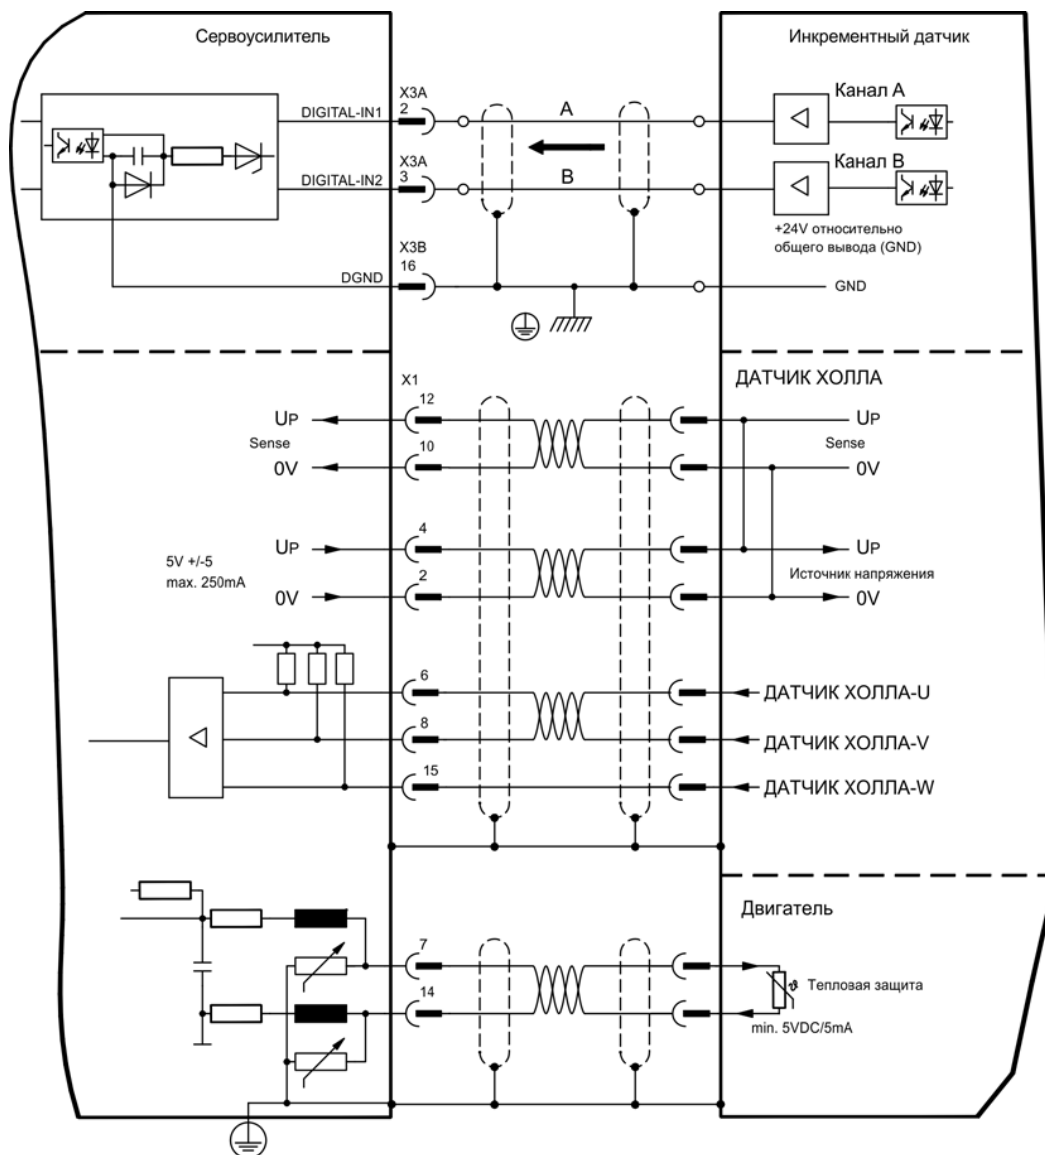 Сервоусилитель
Инкрементный датчик
X3A
2
DIGITAL-IN1
A
Канал A
X3A
3
DIGITAL-IN2
B
Канал B
+24V относительно
общего вывода (GND)
X3B
16
DGND
GND
X1
ДАТЧИК ХОЛЛА
12
UP
UP
Sense
Sense
10
0V
0V
4
UP
UP
5V +/-5
max. 250mA
Источник напряжения
2
0V
0V
6
ДАТЧИК ХОЛЛА-U
8
ДАТЧИК ХОЛЛА-V
15
ДАТЧИК ХОЛЛА-W
Двигатель
7
ϑ Тепловая защита
14
min. 5VDC/5mA